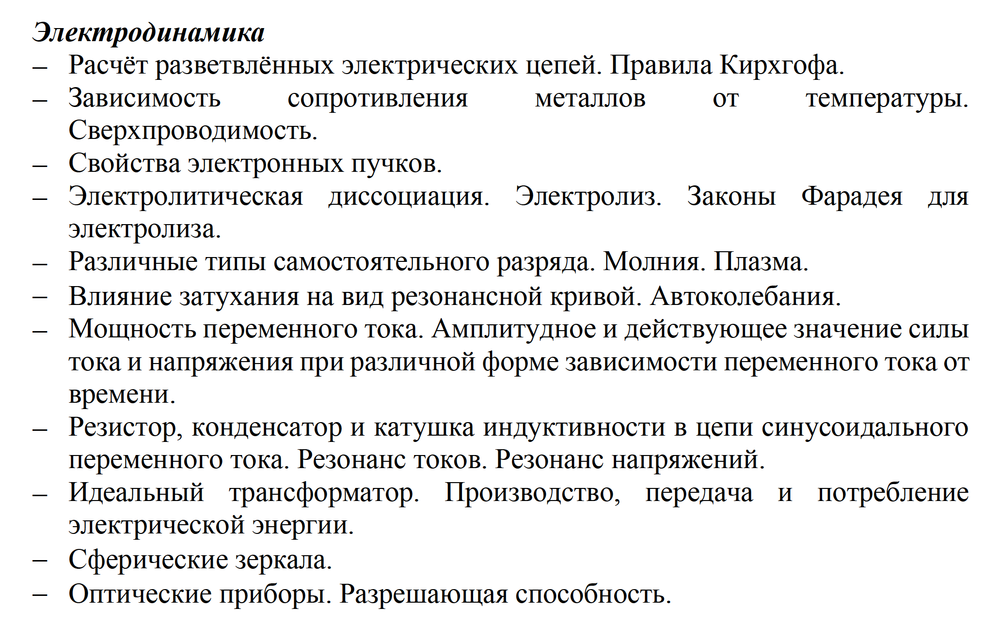 Электродинамика
– Расчёт разветвлённых электрических цепей. Правила Кирхгофа.
– Зависимость сопротивления металлов от температуры.
Сверхпроводимость.
– Свойства электронных пучков.
– Электролитическая диссоциация. Электролиз. Законы Фарадея для
электролиза.
– Различные типы самостоятельного разряда. Молния. Плазма.
– Влияние затухания на вид резонансной кривой. Автоколебания.
– Мощность переменного тока. Амплитудное и действующее значение силы
тока и напряжения при различной форме зависимости переменного тока от
времени.
– Резистор, конденсатор и катушка индуктивности в цепи синусоидального
переменного тока. Резонанс токов. Резонанс напряжений.
– Идеальный трансформатор. Производство, передача и потребление
электрической энергии.
– Сферические зеркала.
– Оптические приборы. Разрешающая способность.